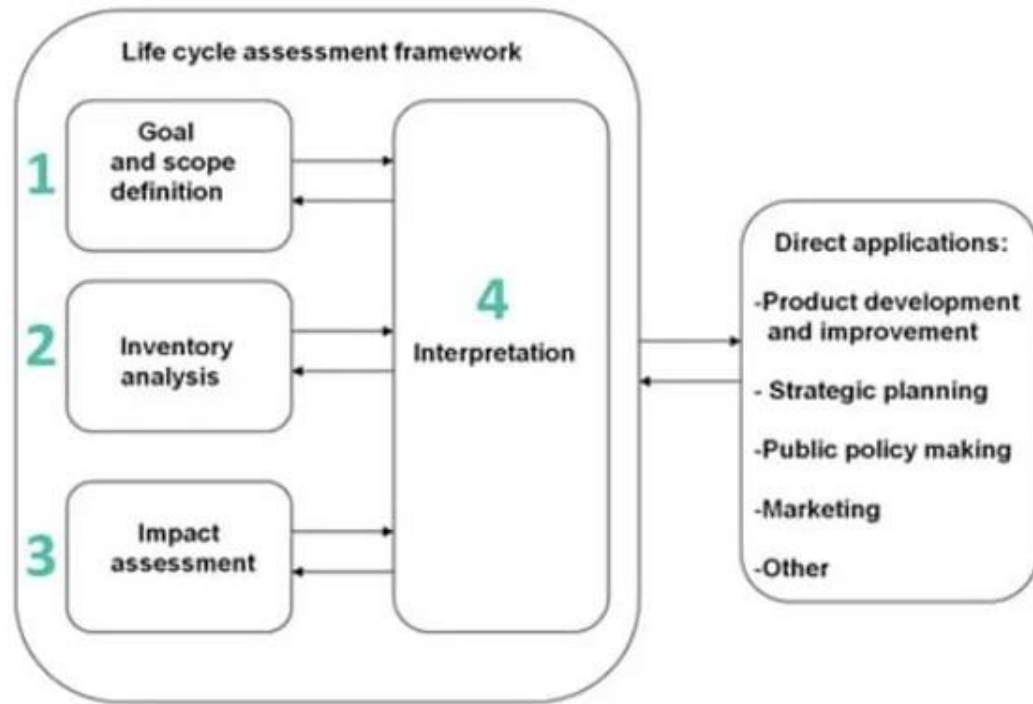 Life cycle assessment framework
1
Goal
and scope
definition
2
Inventory
analysis
3
Impact
assessment
4
Interpretation
Direct applications:
-Product development
and improvement
- Strategic planning
-Public policy making
-Marketing
-Other